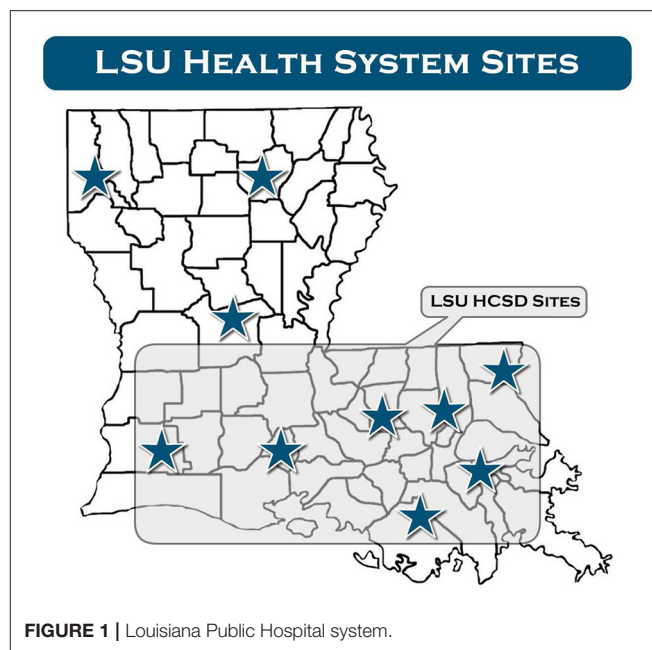 LSU HEALTH SYSTEM SITES
LSU HCSD SITES
FIGURE 1 | Louisiana Public Hospital system.